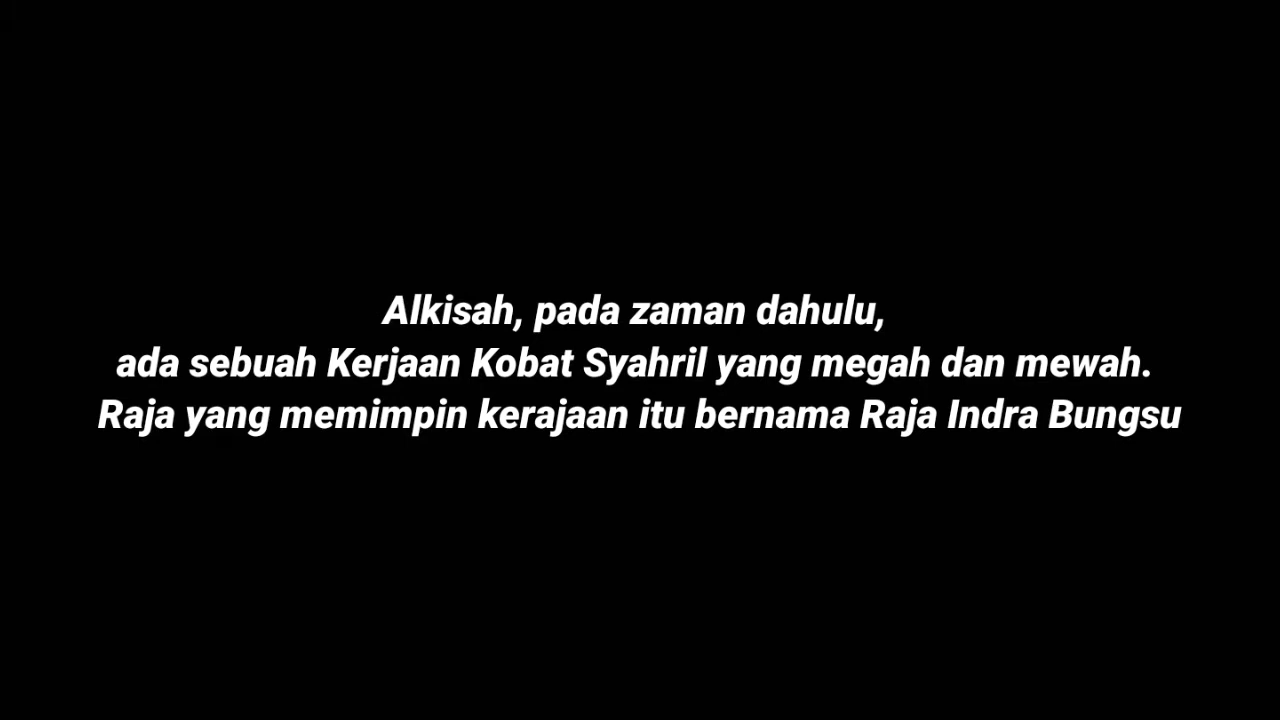 Alkisah, pada zaman dahulu,
ada sebuah Kerjaan Kobat Syahril yang megah dan mewah.
Raja yang memimpin kerajaan itu bernama Raja Indra Bungsu